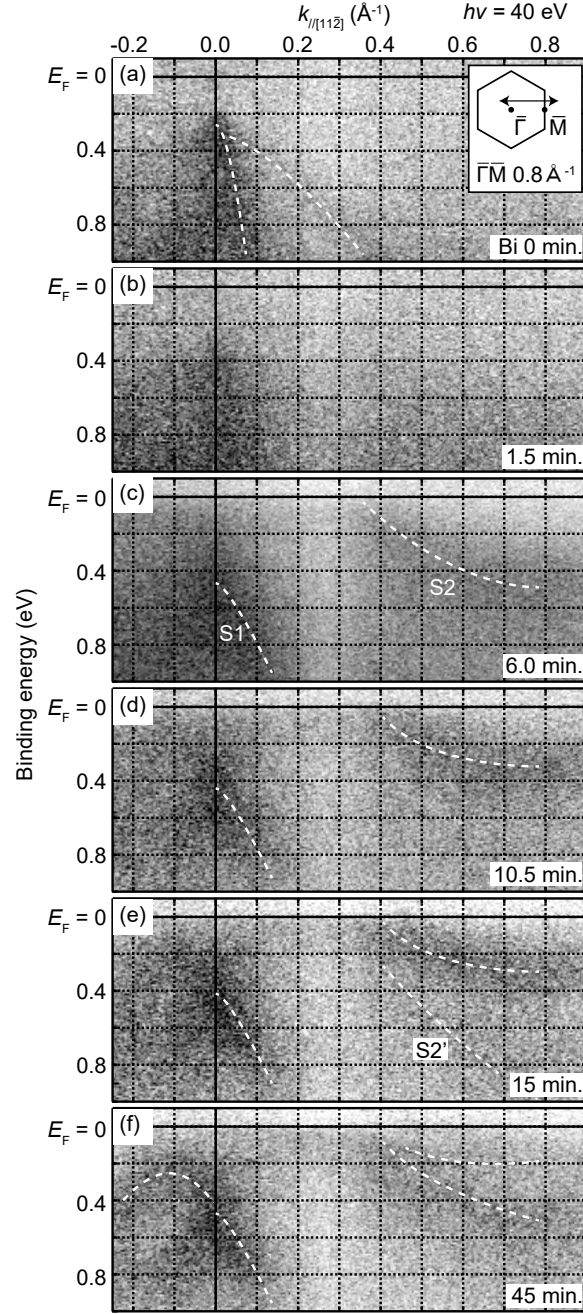 k//[112̄] (Å⁻¹) hν = 40 eV
-0.2 0.0 0.2 0.4 0.6 0.8
EF = 0 (a)
Γ̄ M̄
0.4
Γ̄M̄ 0.8 Å⁻¹
0.8
Bi 0 min.
EF = 0 (b)
0.4
0.8
1.5 min.
EF = 0 (c)
0.4
S2
S1
0.8
6.0 min.
Binding energy (eV)
EF = 0 (d)
0.4
0.8
10.5 min.
EF = 0 (e)
0.4
S2'
0.8
15 min.
EF = 0 (f)
0.4
0.8
45 min.